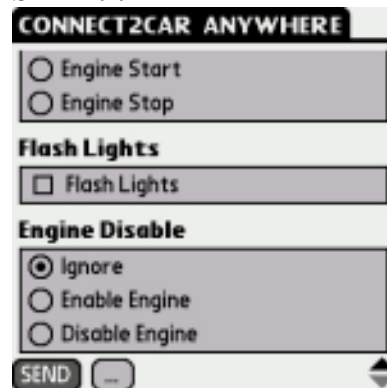 CONNECT2CAR ANYWHERE
Engine Start
Engine Stop
Flash Lights
Flash Lights
Engine Disable
Ignore
Enable Engine
Disable Engine
SEND ...